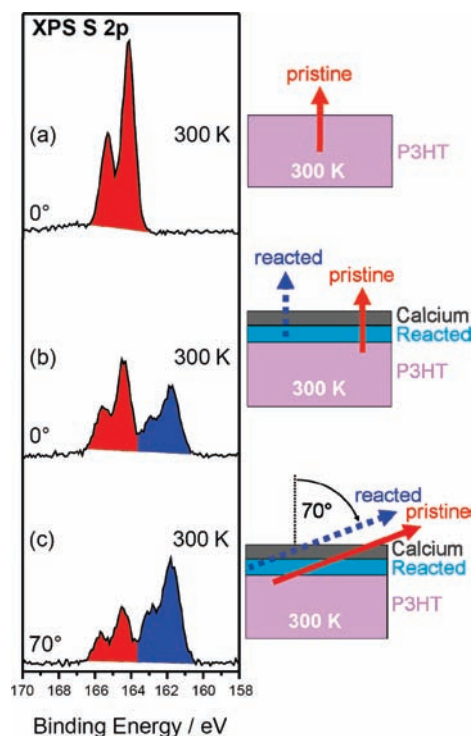 XPS S 2p
(a)
300 K
0°
pristine
P3HT
300 K
(b)
300 K
0°
reacted
pristine
Calcium
Reacted
P3HT
300 K
(c)
300 K
70°
70°
reacted
pristine
Calcium
Reacted
P3HT
300 K
170 168 166 164 162 160 158
Binding Energy / eV